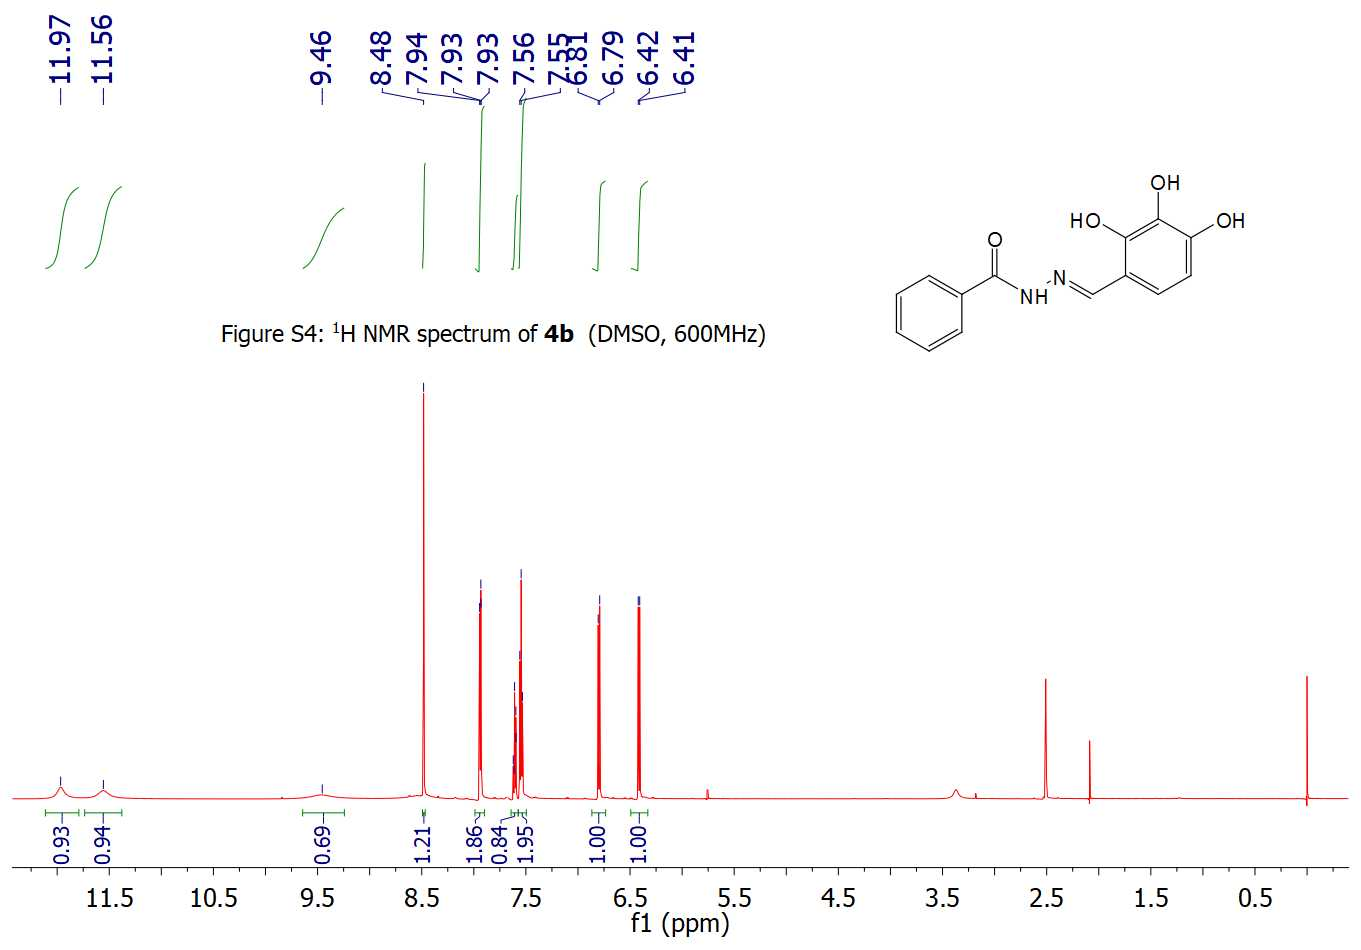 −11.97
−11.56
−9.46
8.48
7.94
7.93
7.93
7.56
7.55
6.81
6.79
6.42
6.41
OH
HO
OH
O
N
NH
Figure S4: ¹H NMR spectrum of 4b (DMSO, 600MHz)
0.93
0.94
0.69
1.21
1.86
0.84
1.95
1.00
1.00
11.5 10.5 9.5 8.5 7.5 6.5 5.5 4.5 3.5 2.5 1.5 0.5
f1 (ppm)